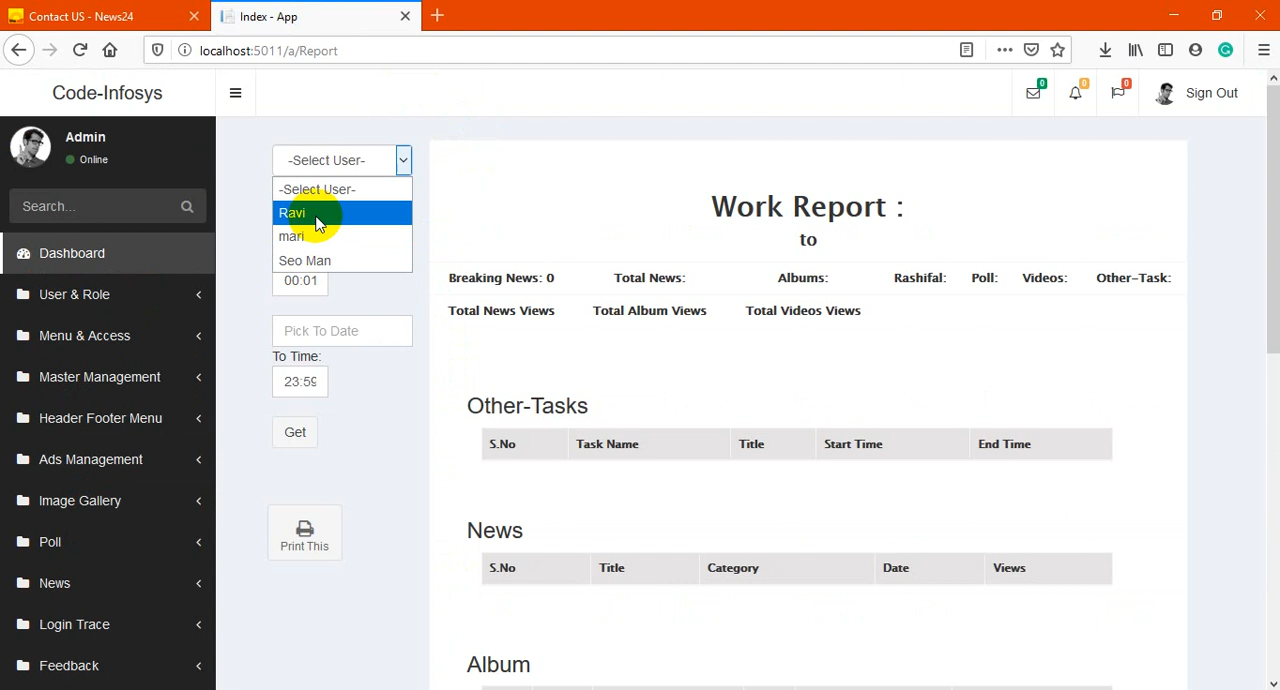 Contact US - News24
Index - App
localhost:5011/a/Report
Code-Infosys
0
0
0
Sign Out
Admin
Online
Search...
Dashboard
User & Role
Menu & Access
Master Management
Header Footer Menu
Ads Management
Image Gallery
Poll
News
Login Trace
Feedback
-Select User-
-Select User-
Ravi
mari
Seo Man
00:01
Pick To Date
To Time:
23:59
Get
Print This
Work Report :
to
Breaking News: 0 Total News: Albums: Rashifal: Poll: Videos: Other-Task:
Total News Views Total Album Views Total Videos Views
Other-Tasks
S.No Task Name Title Start Time End Time
News
S.No Title Category Date Views
Album